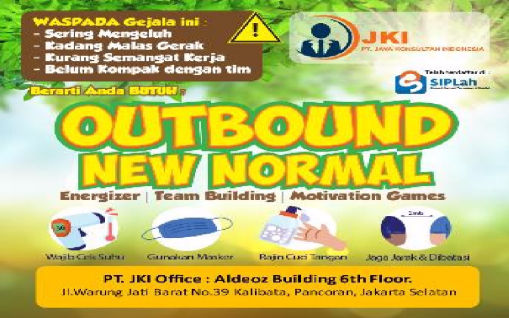 WASPADA Gejala ini :
- Sering Mengeluh
- Kadang Malas Gerak
- Kurang Semangat Kerja
- Belum Kompak dengan tim
Berarti Anda BUTUH :
JKI
PT. JAVA KONSULTAN INDONESIA
Telah terdaftar di :
SIPLah
OUTBOUND
NEW NORMAL
Energizer | Team Building | Motivation Games
Wajib Cek Suhu
Gunakan Masker
Rajin Cuci Tangan
Jaga Jarak & Dibatasi
PT. JKI Office : Aldeoz Building 6th Floor.
Jl.Warung Jati Barat No.39 Kalibata, Pancoran, Jakarta Selatan